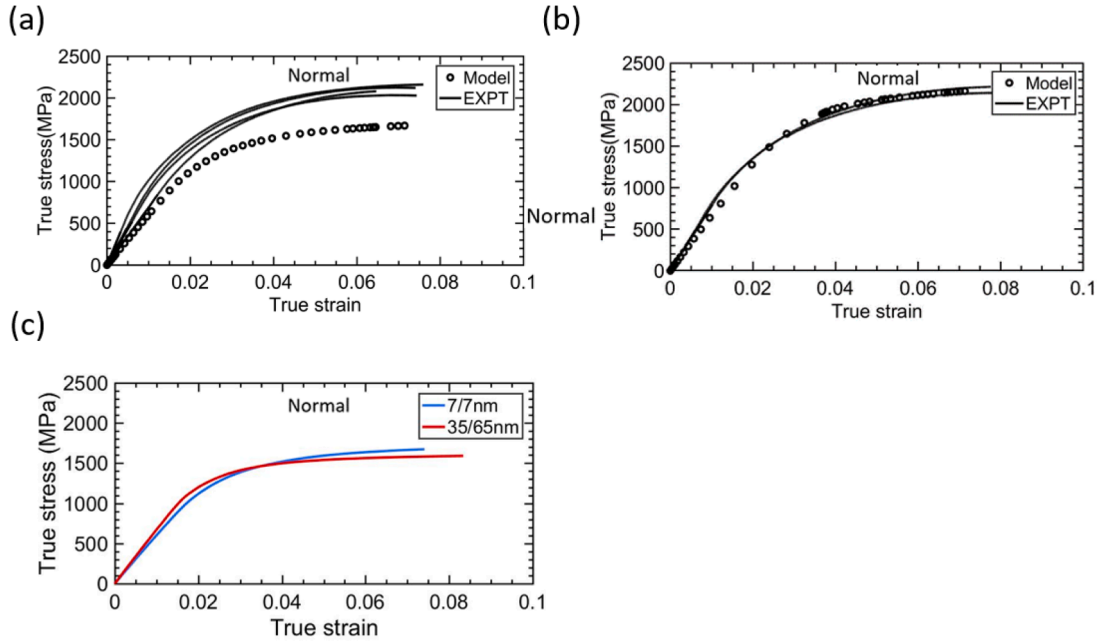 (a)
2500
2000
1500
1000
500
0
True stress(MPa)
Normal
Model
EXPT
0
0.02
0.04
0.06
0.08
0.1
True strain
Normal
(b)
2500
2000
1500
1000
500
0
True stress(MPa)
Normal
Model
EXPT
0
0.02
0.04
0.06
0.08
0.1
True strain
(c)
2500
2000
1500
1000
500
0
True stress (MPa)
Normal
7/7nm
35/65nm
0
0.02
0.04
0.06
0.08
0.1
True strain